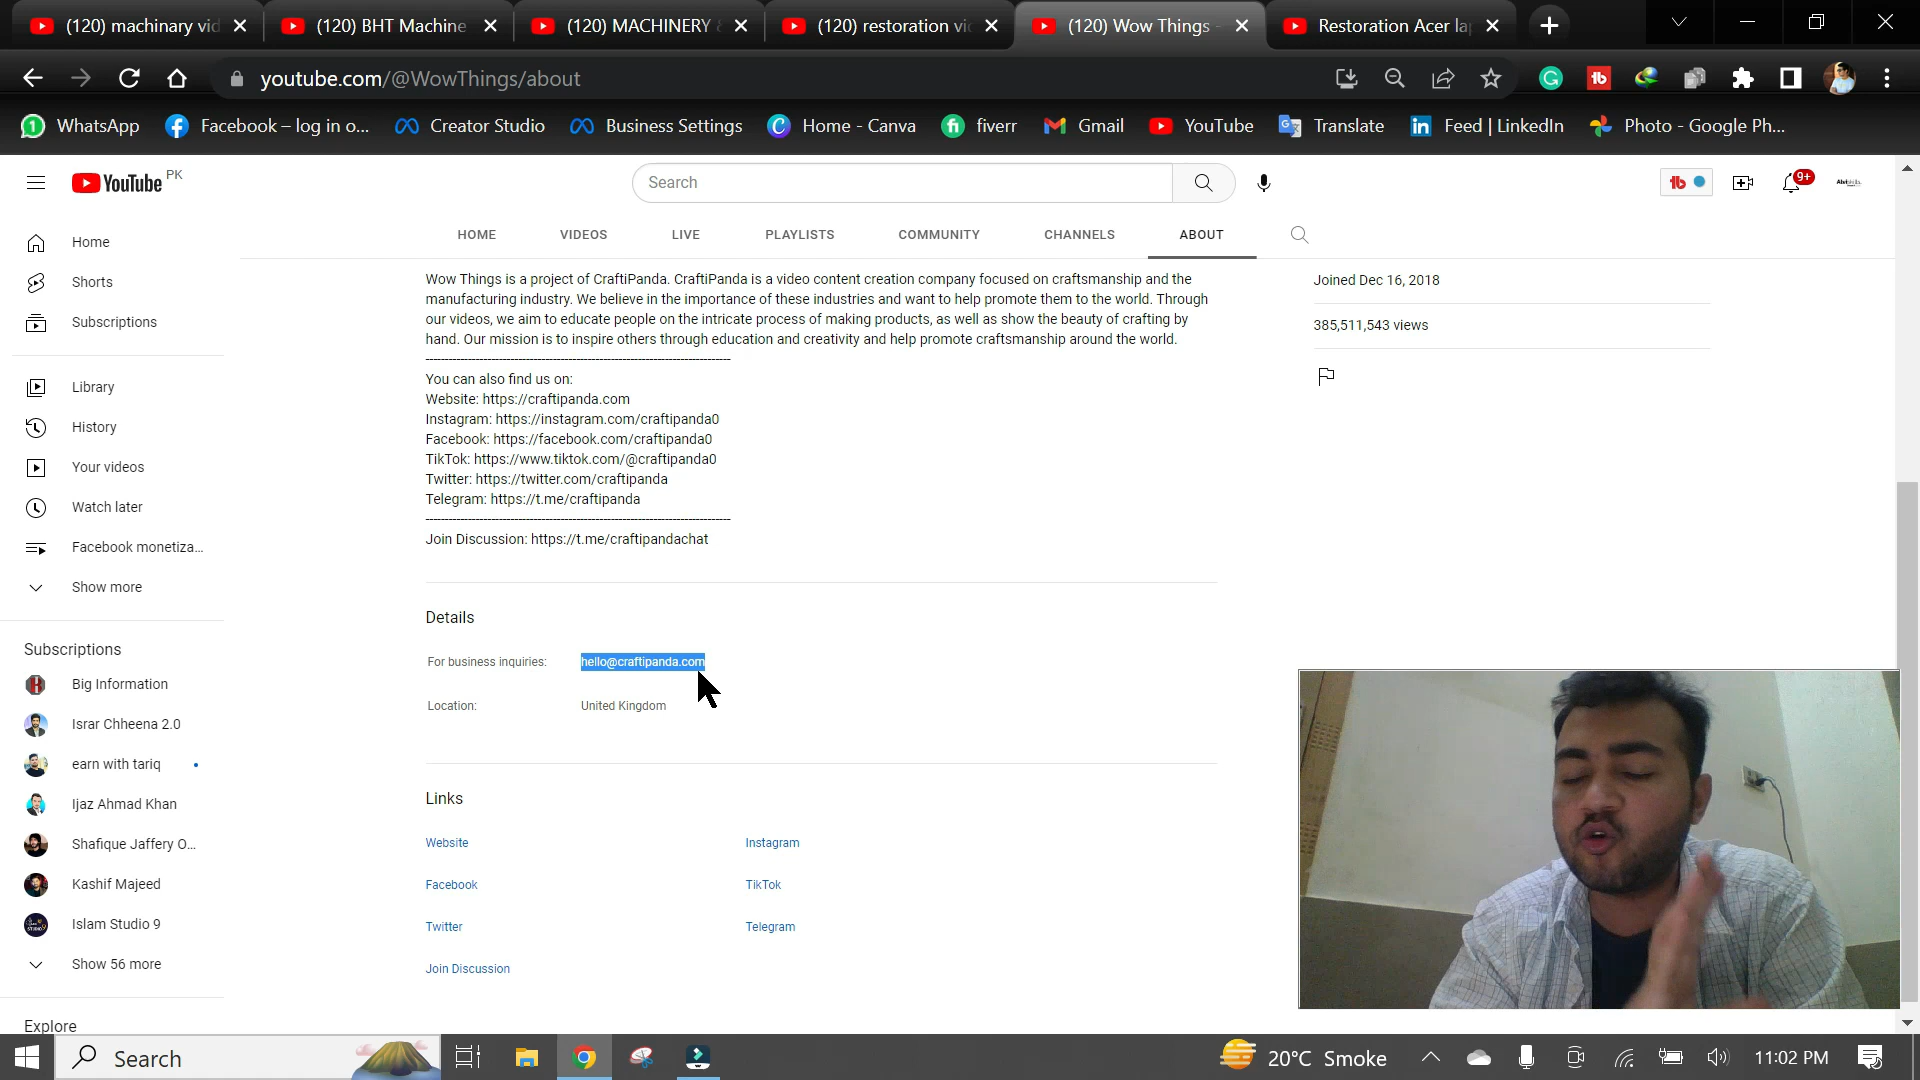 (120) machinary vid
(120) BHT Machine
(120) MACHINERY &
(120) restoration vi
(120) Wow Things -
Restoration Acer la
youtube.com/@WowThings/about
WhatsApp
Facebook – log in o...
Creator Studio
Business Settings
Home - Canva
fiverr
Gmail
YouTube
Translate
Feed | LinkedIn
Photo - Google Ph...
YouTube PK
Search
9+
HOME
VIDEOS
LIVE
PLAYLISTS
COMMUNITY
CHANNELS
ABOUT
Home
Shorts
Subscriptions
Library
History
Your videos
Watch later
Facebook monetiza...
Show more
Subscriptions
Big Information
Israr Chheena 2.0
earn with tariq
Ijaz Ahmad Khan
Shafique Jaffery O...
Kashif Majeed
Islam Studio 9
Show 56 more
Explore
Wow Things is a project of CraftiPanda. CraftiPanda is a video content creation company focused on craftsmanship and the
manufacturing industry. We believe in the importance of these industries and want to help promote them to the world. Through
our videos, we aim to educate people on the intricate process of making products, as well as show the beauty of crafting by
hand. Our mission is to inspire others through education and creativity and help promote craftsmanship around the world.
You can also find us on:
Website: https://craftipanda.com
Instagram: https://instagram.com/craftipanda0
Facebook: https://facebook.com/craftipanda0
TikTok: https://www.tiktok.com/@craftipanda0
Twitter: https://twitter.com/craftipanda
Telegram: https://t.me/craftipanda
Join Discussion: https://t.me/craftipandachat
Joined Dec 16, 2018
385,511,543 views
Details
For business inquiries: hello@craftipanda.com
Location: United Kingdom
Links
Website
Instagram
Facebook
TikTok
Twitter
Telegram
Join Discussion
Search
20°C Smoke
11:02 PM